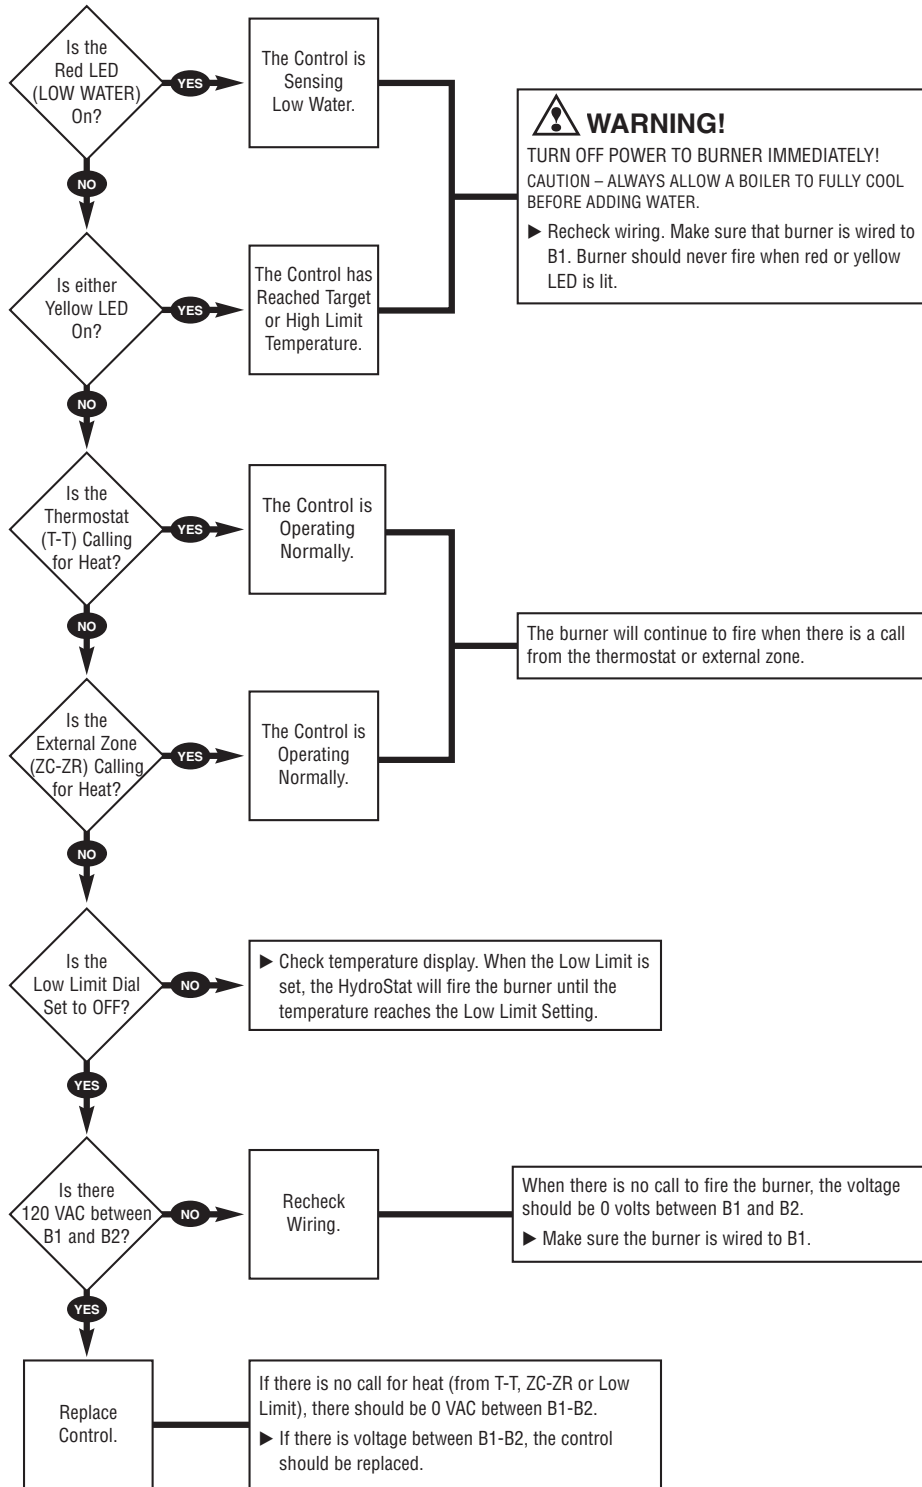 Is the
Red LED
(LOW WATER)
On?
YES
The Control is
Sensing
Low Water.
WARNING!
TURN OFF POWER TO BURNER IMMEDIATELY!
CAUTION – ALWAYS ALLOW A BOILER TO FULLY COOL
BEFORE ADDING WATER.
▶ Recheck wiring. Make sure that burner is wired to
B1. Burner should never fire when red or yellow
LED is lit.
NO
Is either
Yellow LED
On?
YES
The Control has
Reached Target
or High Limit
Temperature.
NO
Is the
Thermostat
(T-T) Calling
for Heat?
YES
The Control is
Operating
Normally.
The burner will continue to fire when there is a call
from the thermostat or external zone.
NO
Is the
External Zone
(ZC-ZR) Calling
for Heat?
YES
The Control is
Operating
Normally.
NO
Is the
Low Limit Dial
Set to OFF?
NO
▶ Check temperature display. When the Low Limit is
set, the HydroStat will fire the burner until the
temperature reaches the Low Limit Setting.
YES
Is there
120 VAC between
B1 and B2?
NO
Recheck
Wiring.
When there is no call to fire the burner, the voltage
should be 0 volts between B1 and B2.
▶ Make sure the burner is wired to B1.
YES
Replace
Control.
If there is no call for heat (from T-T, ZC-ZR or Low
Limit), there should be 0 VAC between B1-B2.
▶ If there is voltage between B1-B2, the control
should be replaced.